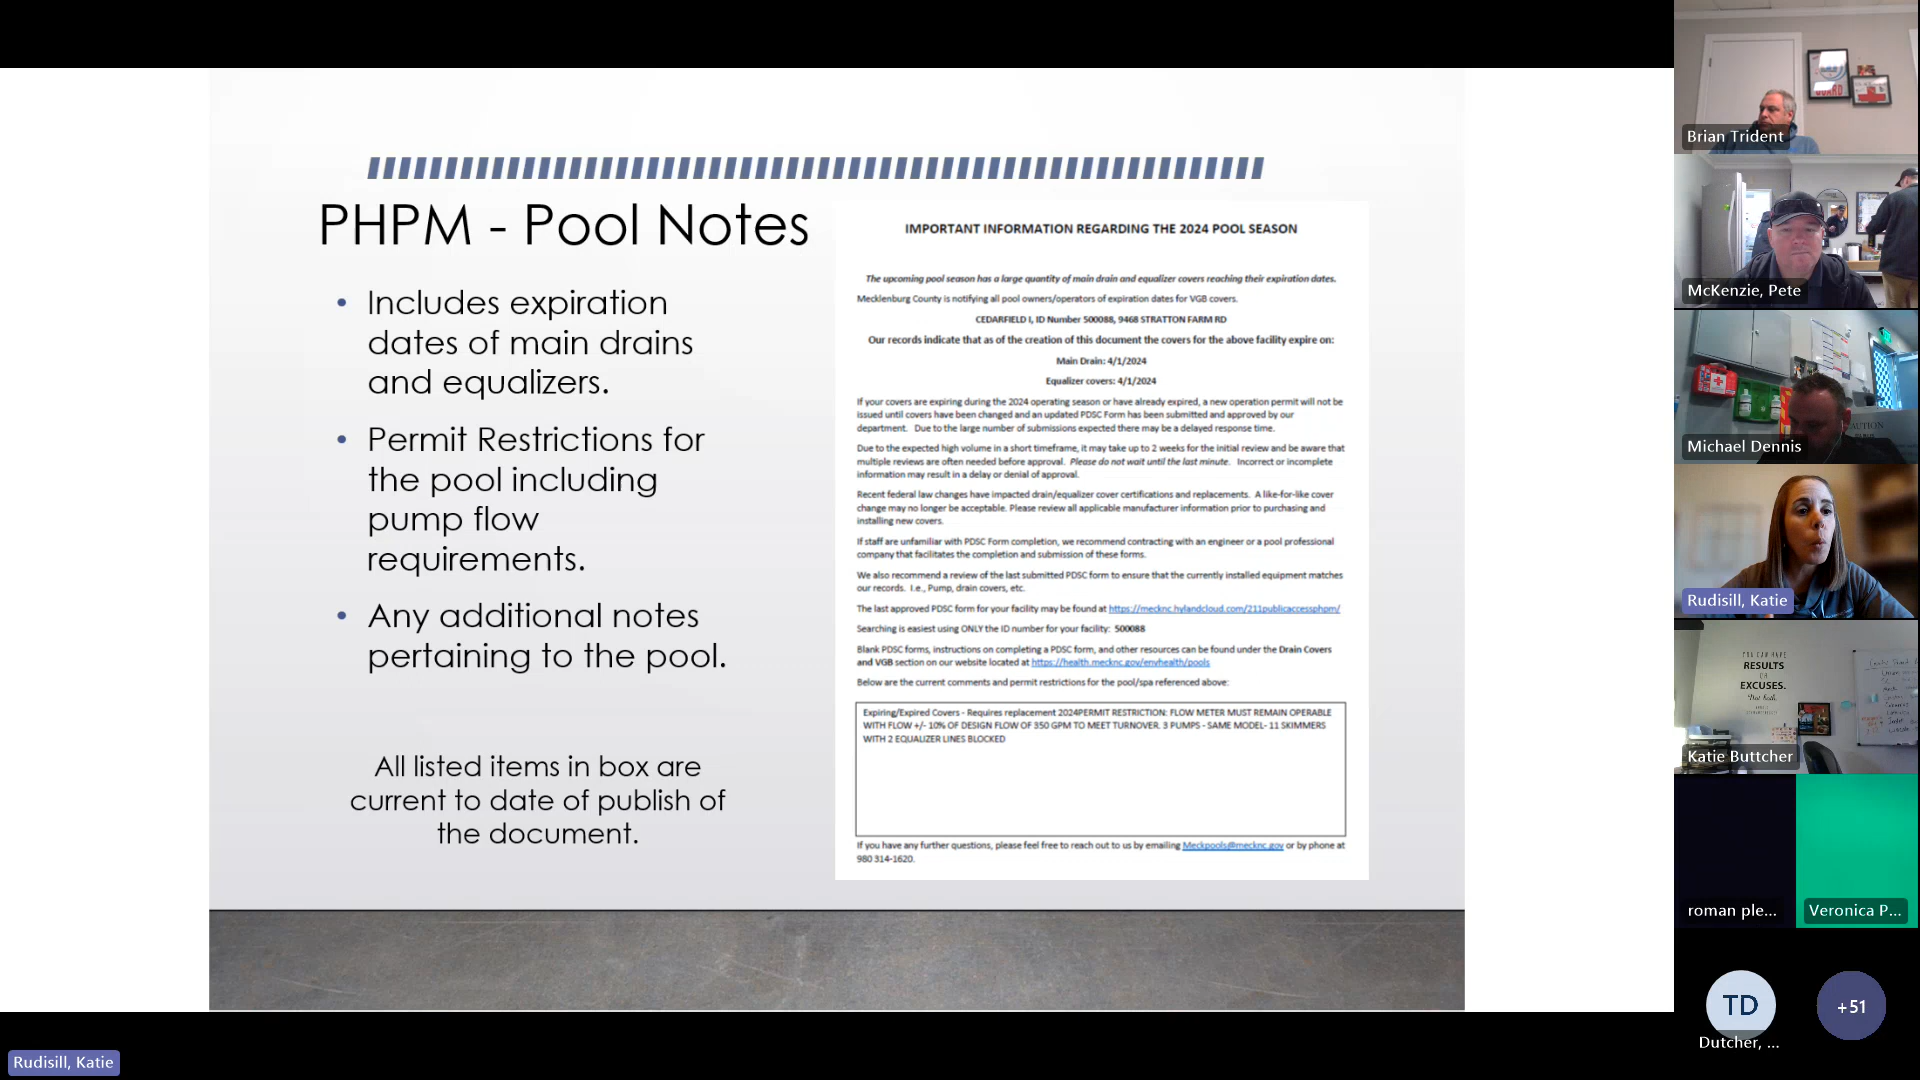 PHPM - Pool Notes
• Includes expiration
dates of main drains
and equalizers.
• Permit Restrictions for
the pool including
pump flow
requirements.
• Any additional notes
pertaining to the pool.
All listed items in box are
current to date of publish of
the document.
IMPORTANT INFORMATION REGARDING THE 2024 POOL SEASON
The upcoming pool season has a large quantity of main drain and equalizer covers reaching their expiration dates.
Mecklenburg County is notifying all pool owners/operators of expiration dates for VGB covers.
CEDARFIELD I, ID Number 500088, 9468 STRATTON FARM RD
Our records indicate that as of the creation of this document the covers for the above facility expire on:
Main Drain: 4/1/2024
Equalizer covers: 4/1/2024
If your covers are expiring during the 2024 operating season or have already expired, a new operation permit will not be
issued until covers have been changed and an updated PDSC Form has been submitted and approved by our
department. Due to the large number of submissions expected there may be a delayed response time.
Due to the expected high volume in a short timeframe, it may take up to 2 weeks for the initial review and be aware that
multiple reviews are often needed before approval. Please do not wait until the last minute. Incorrect or incomplete
information may result in a delay or denial of approval.
Recent federal law changes have impacted drain/equalizer cover certifications and replacements. A like-for-like cover
change may no longer be acceptable. Please review all applicable manufacturer information prior to purchasing and
installing new covers.
If staff are unfamiliar with PDSC Form completion, we recommend contracting with an engineer or a pool professional
company that facilitates the completion and submission of these forms.
We also recommend a review of the last submitted PDSC form to ensure that the currently installed equipment matches
our records. I.e., Pump, drain covers, etc.
The last approved PDSC form for your facility may be found at https://mecknc.hylandcloud.com/211publicaccessphpm/
Searching is easiest using ONLY the ID number for your facility: 500088
Blank PDSC forms, instructions on completing a PDSC form, and other resources can be found under the Drain Covers
and VGB section on our website located at https://health.mecknc.gov/envhealth/pools
Below are the current comments and permit restrictions for the pool/spa referenced above:
Expiring/Expired Covers - Requires replacement 2024PERMIT RESTRICTION: FLOW METER MUST REMAIN OPERABLE
WITH FLOW +/- 10% OF DESIGN FLOW OF 350 GPM TO MEET TURNOVER. 3 PUMPS - SAME MODEL- 11 SKIMMERS
WITH 2 EQUALIZER LINES BLOCKED
If you have any further questions, please feel free to reach out to us by emailing Meckpools@mecknc.gov or by phone at
980 314-1620.
GUARD
Brian Trident
McKenzie, Pete
CAUTION
Michael Dennis
Rudisill, Katie
YOU CAN HAVE
RESULTS
OR
EXCUSES.
Not both.
Katie Buttcher
roman ple...
Veronica P...
TD
+51
Dutcher, ...
Rudisill, Katie